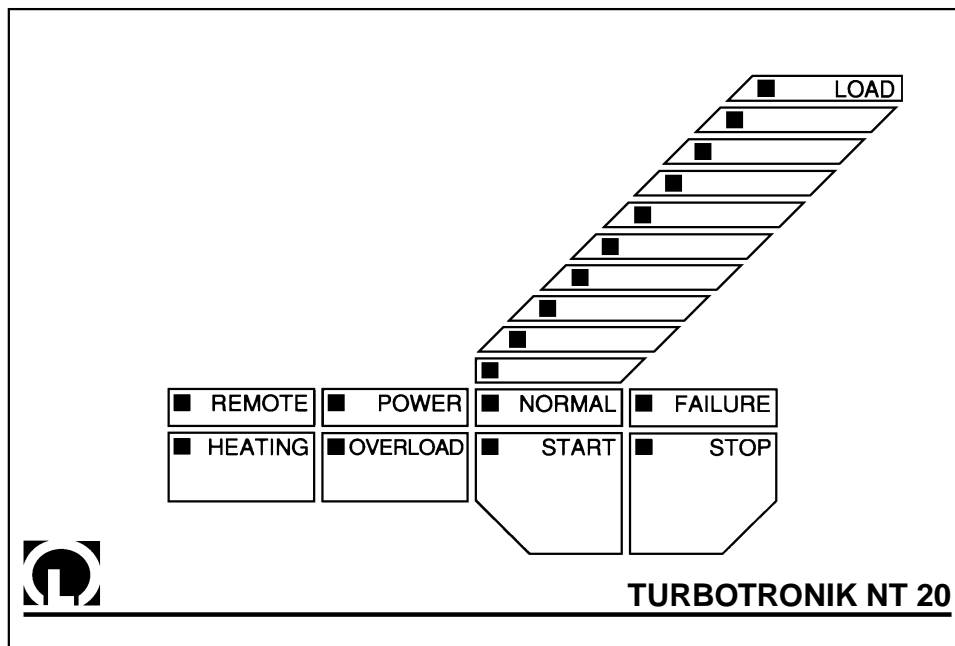 LOAD
REMOTE POWER NORMAL FAILURE
HEATING OVERLOAD START STOP
L
TURBOTRONIK NT 20